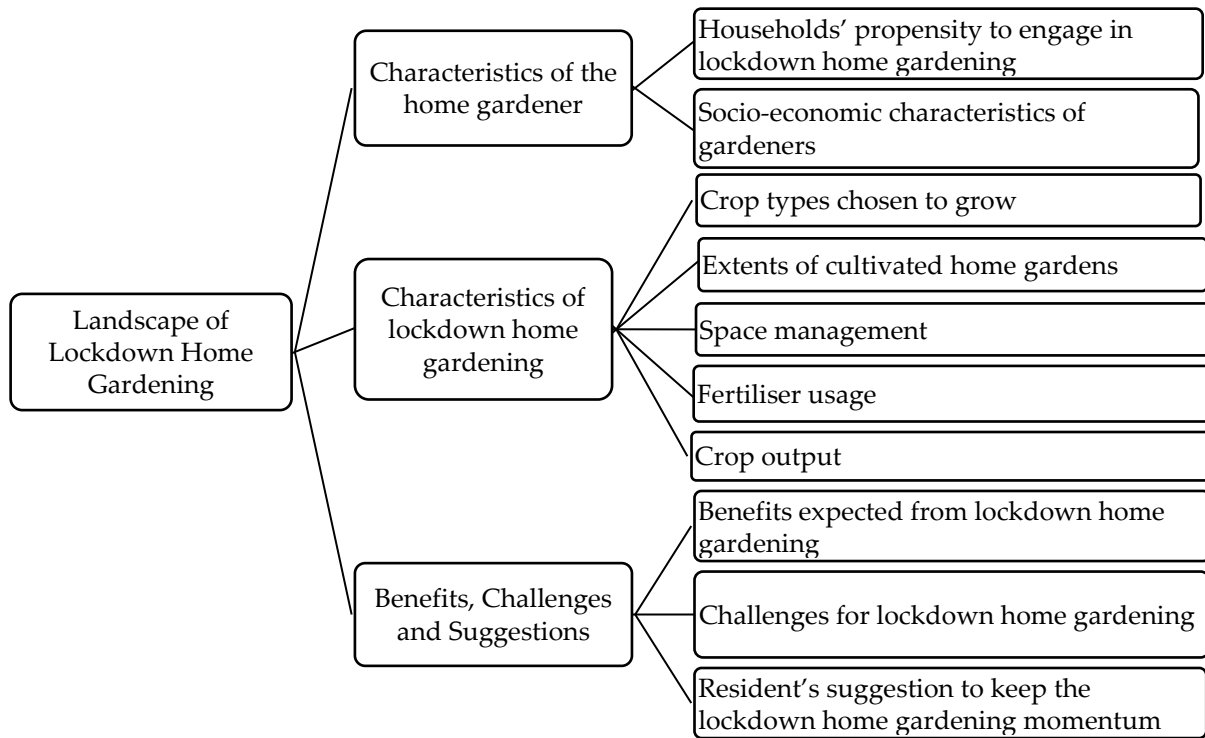 Landscape of
Lockdown Home
Gardening
Characteristics of the
home gardener
Households’ propensity to engage in
lockdown home gardening
Socio-economic characteristics of
gardeners
Characteristics of
lockdown home
gardening
Crop types chosen to grow
Extents of cultivated home gardens
Space management
Fertiliser usage
Crop output
Benefits, Challenges
and Suggestions
Benefits expected from lockdown home
gardening
Challenges for lockdown home gardening
Resident’s suggestion to keep the
lockdown home gardening momentum